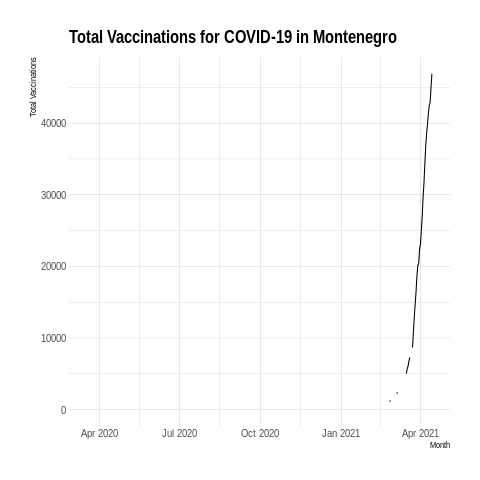 Total Vaccinations for COVID-19 in Montenegro
Total Vaccinations
40000
30000
20000
10000
0
Apr 2020 Jul 2020 Oct 2020 Jan 2021 Apr 2021
Month